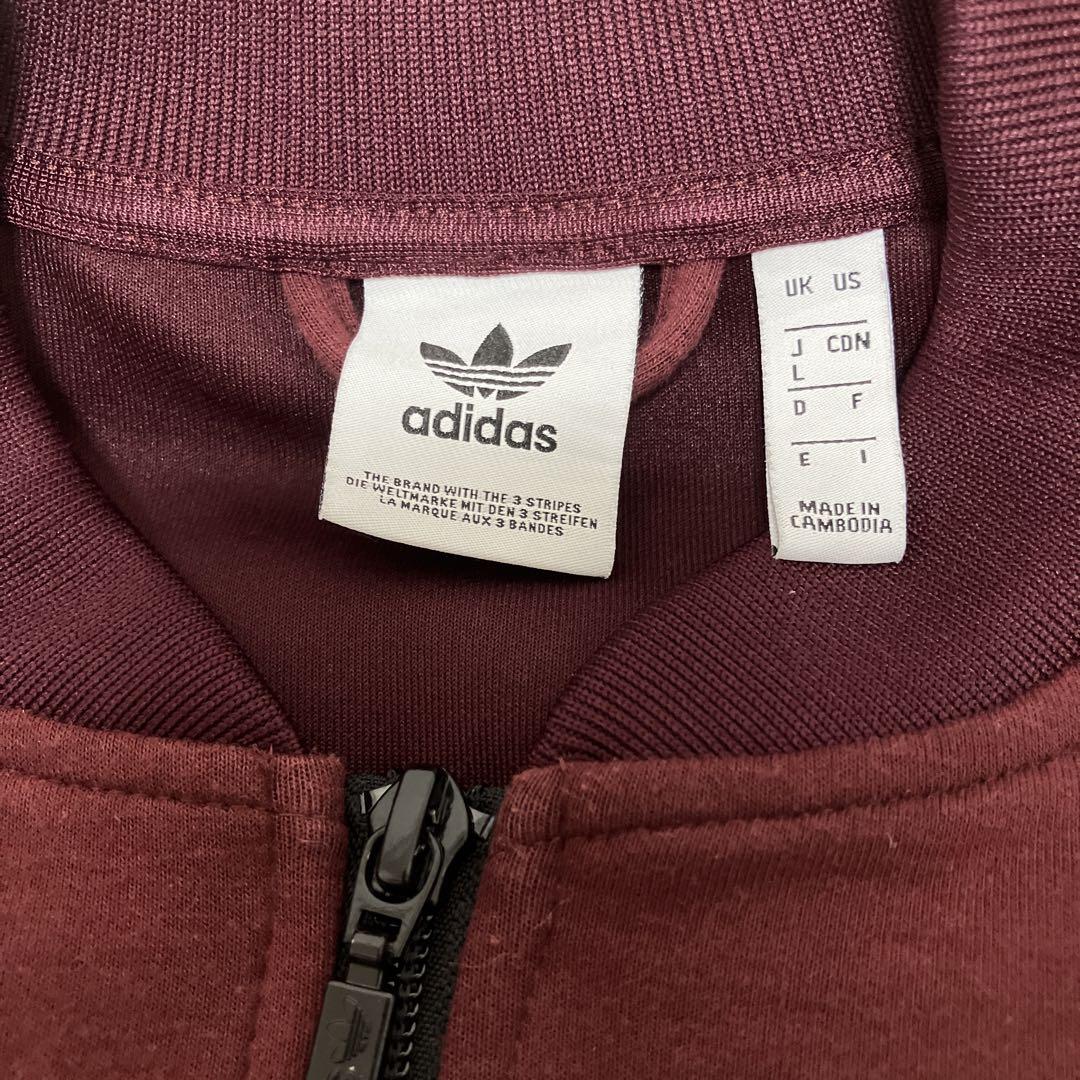 adidas
THE BRAND WITH THE 3 STRIPES
DIE WELTMARKE MIT DEN 3 STREIFEN
LA MARQUE AUX 3 BANDES
UK US
J CDN
L
D F
E I
MADE IN
CAMBODIA